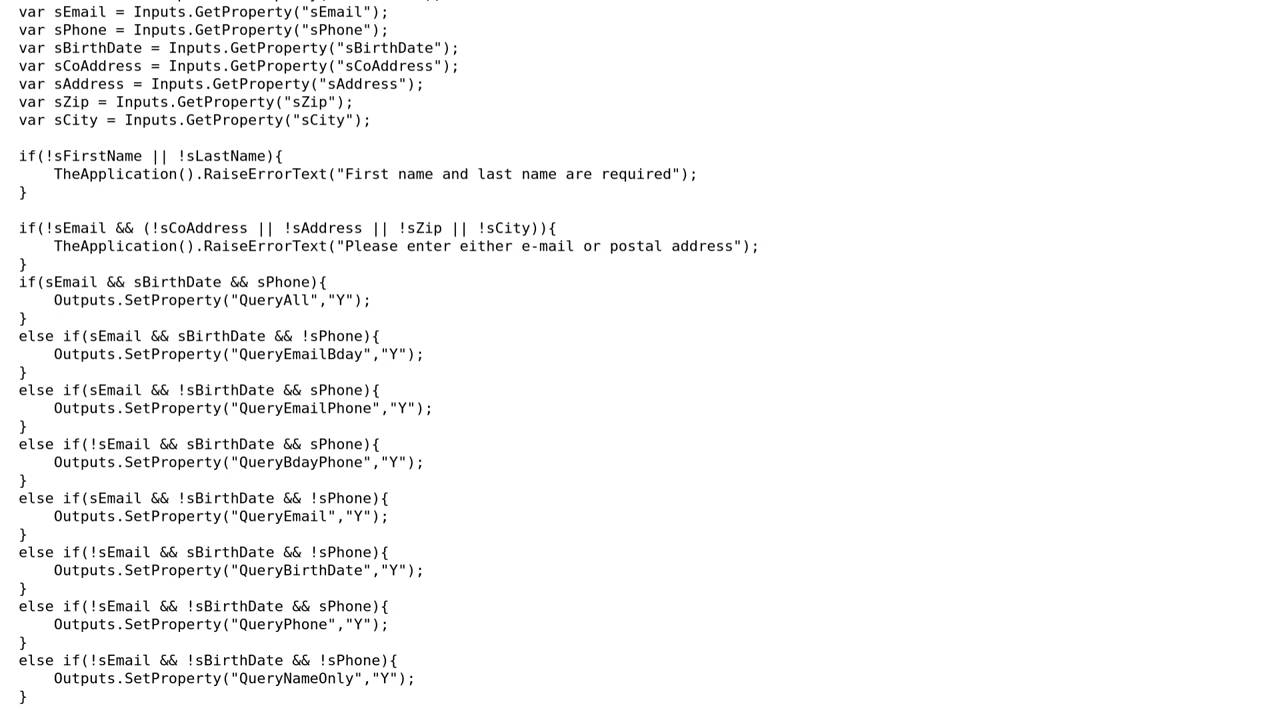 var sEmail = Inputs.GetProperty("sEmail");
var sPhone = Inputs.GetProperty("sPhone");
var sBirthDate = Inputs.GetProperty("sBirthDate");
var sCoAddress = Inputs.GetProperty("sCoAddress");
var sAddress = Inputs.GetProperty("sAddress");
var sZip = Inputs.GetProperty("sZip");
var sCity = Inputs.GetProperty("sCity");

if(!sFirstName || !sLastName){
    TheApplication().RaiseErrorText("First name and last name are required");
}

if(!sEmail && (!sCoAddress || !sAddress || !sZip || !sCity)){
    TheApplication().RaiseErrorText("Please enter either e-mail or postal address");
}
if(sEmail && sBirthDate && sPhone){
    Outputs.SetProperty("QueryAll","Y");
}
else if(sEmail && sBirthDate && !sPhone){
    Outputs.SetProperty("QueryEmailBday","Y");
}
else if(sEmail && !sBirthDate && sPhone){
    Outputs.SetProperty("QueryEmailPhone","Y");
}
else if(!sEmail && sBirthDate && sPhone){
    Outputs.SetProperty("QueryBdayPhone","Y");
}
else if(sEmail && !sBirthDate && !sPhone){
    Outputs.SetProperty("QueryEmail","Y");
}
else if(!sEmail && sBirthDate && !sPhone){
    Outputs.SetProperty("QueryBirthDate","Y");
}
else if(!sEmail && !sBirthDate && sPhone){
    Outputs.SetProperty("QueryPhone","Y");
}
else if(!sEmail && !sBirthDate && !sPhone){
    Outputs.SetProperty("QueryNameOnly","Y");
}